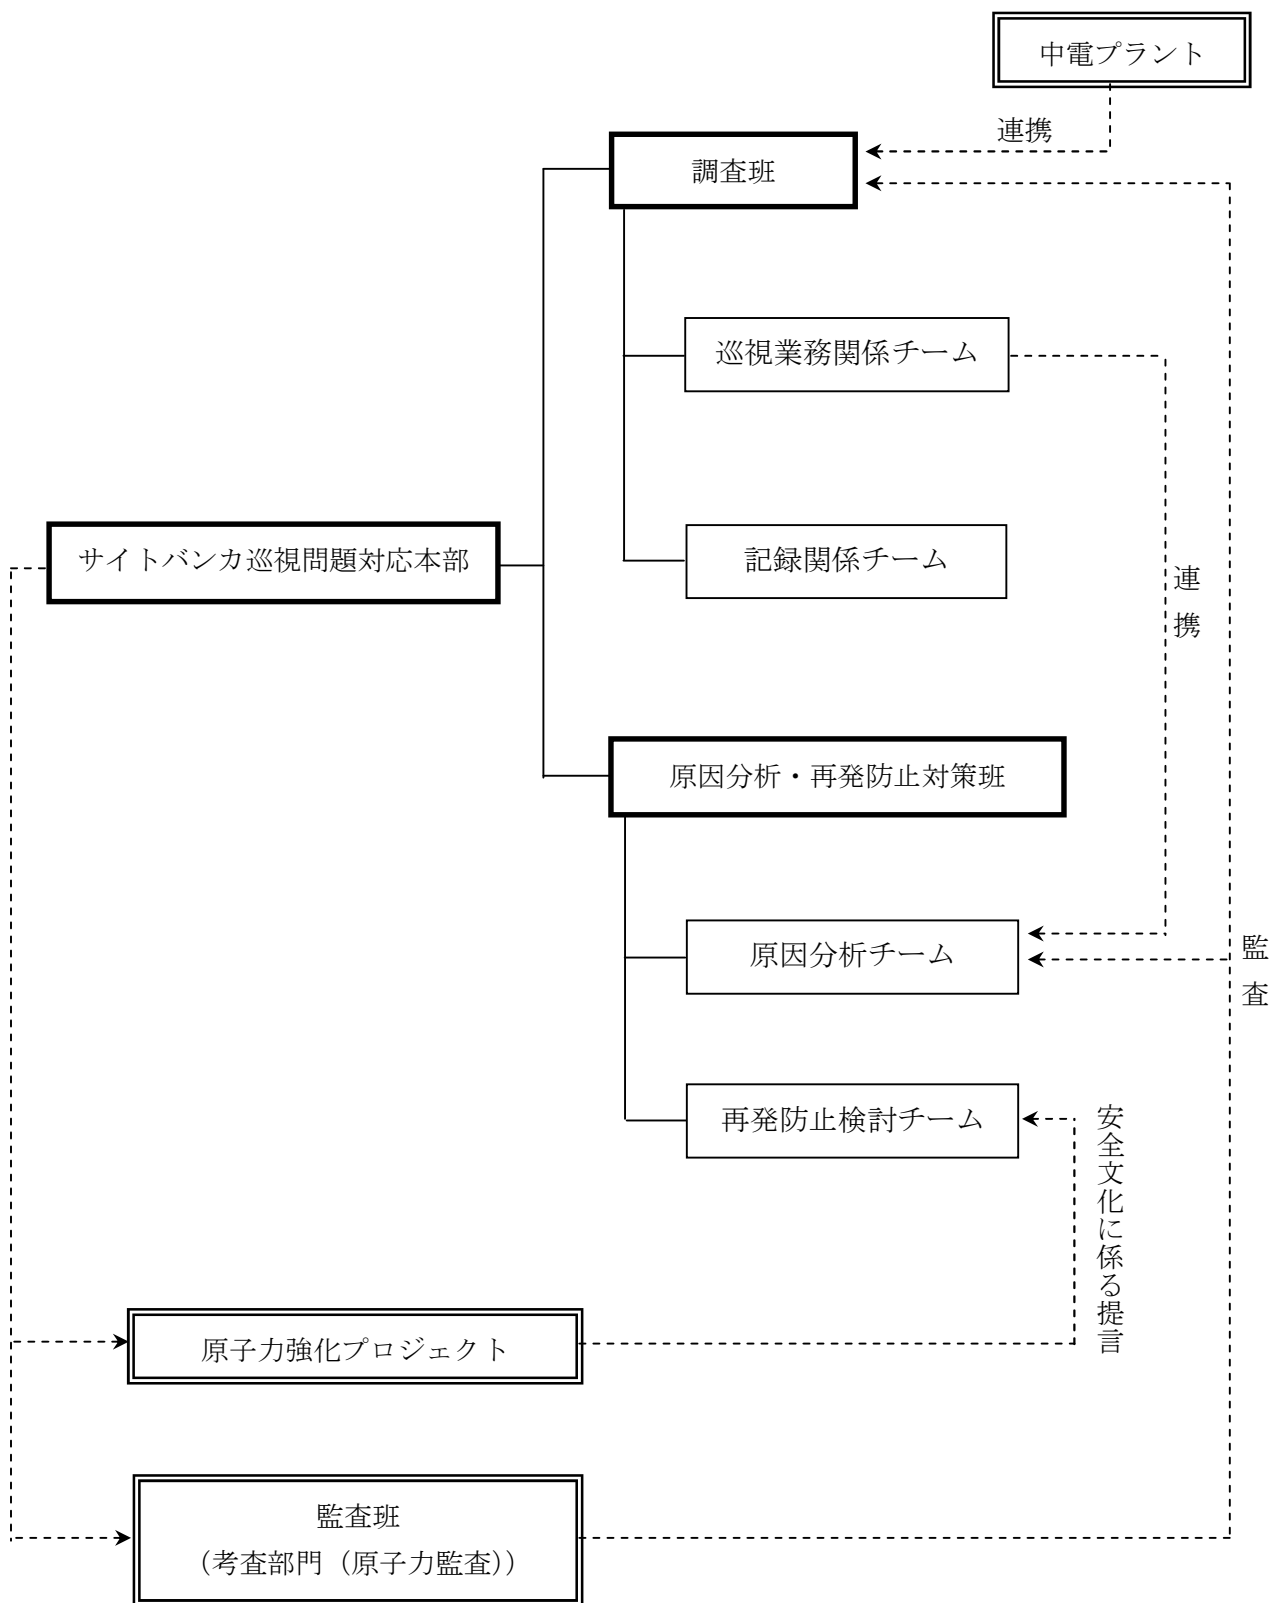 中電プラント
連携
調査班
巡視業務関係チーム
サイトバンカ巡視問題対応本部
記録関係チーム
連携
原因分析・再発防止対策班
原因分析チーム
監査
再発防止検討チーム
安全文化に係る提言
原子力強化プロジェクト
監査班
（考査部門（原子力監査））